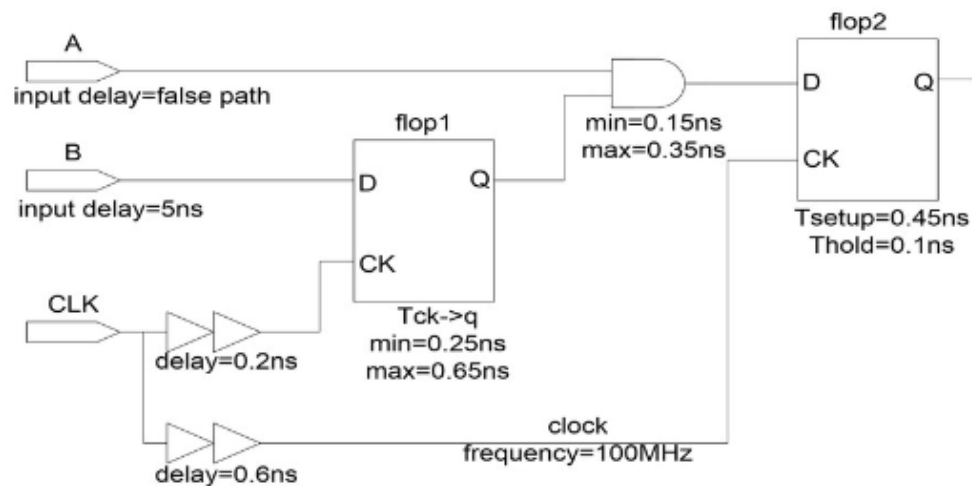 A
input delay=false path
B
input delay=5ns
CLK
delay=0.2ns
delay=0.6ns
flop1
D
Q
CK
Tck->q
min=0.25ns
max=0.65ns
min=0.15ns
max=0.35ns
clock
frequency=100MHz
flop2
D
Q
CK
Tsetup=0.45ns
Thold=0.1ns